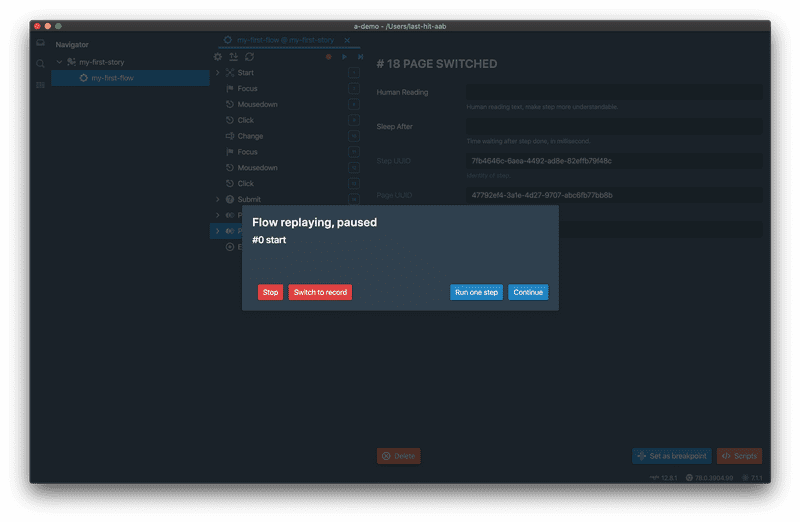 a-demo - /Users/last-hit-aab
Navigator
my-first-flow @ my-first-story
my-first-story
my-first-flow
Start
Focus
Mousedown
Click
Change
Focus
Mousedown
Click
Submit
# 18 PAGE SWITCHED
Human Reading
Human reading text, make step more understandable.
Sleep After
Time waiting after step done, in millisecond.
Step UUID
7fb4646c-6aea-4492-ad8e-82effb79f48c
Identity of step.
Page UUID
47792ef4-3a1e-4d27-9707-abc6fb77bb8b
Flow replaying, paused
#0 start
Stop
Switch to record
Run one step
Continue
Delete
Set as breakpoint
Scripts
12.8.1
78.0.3904.99
7.1.1